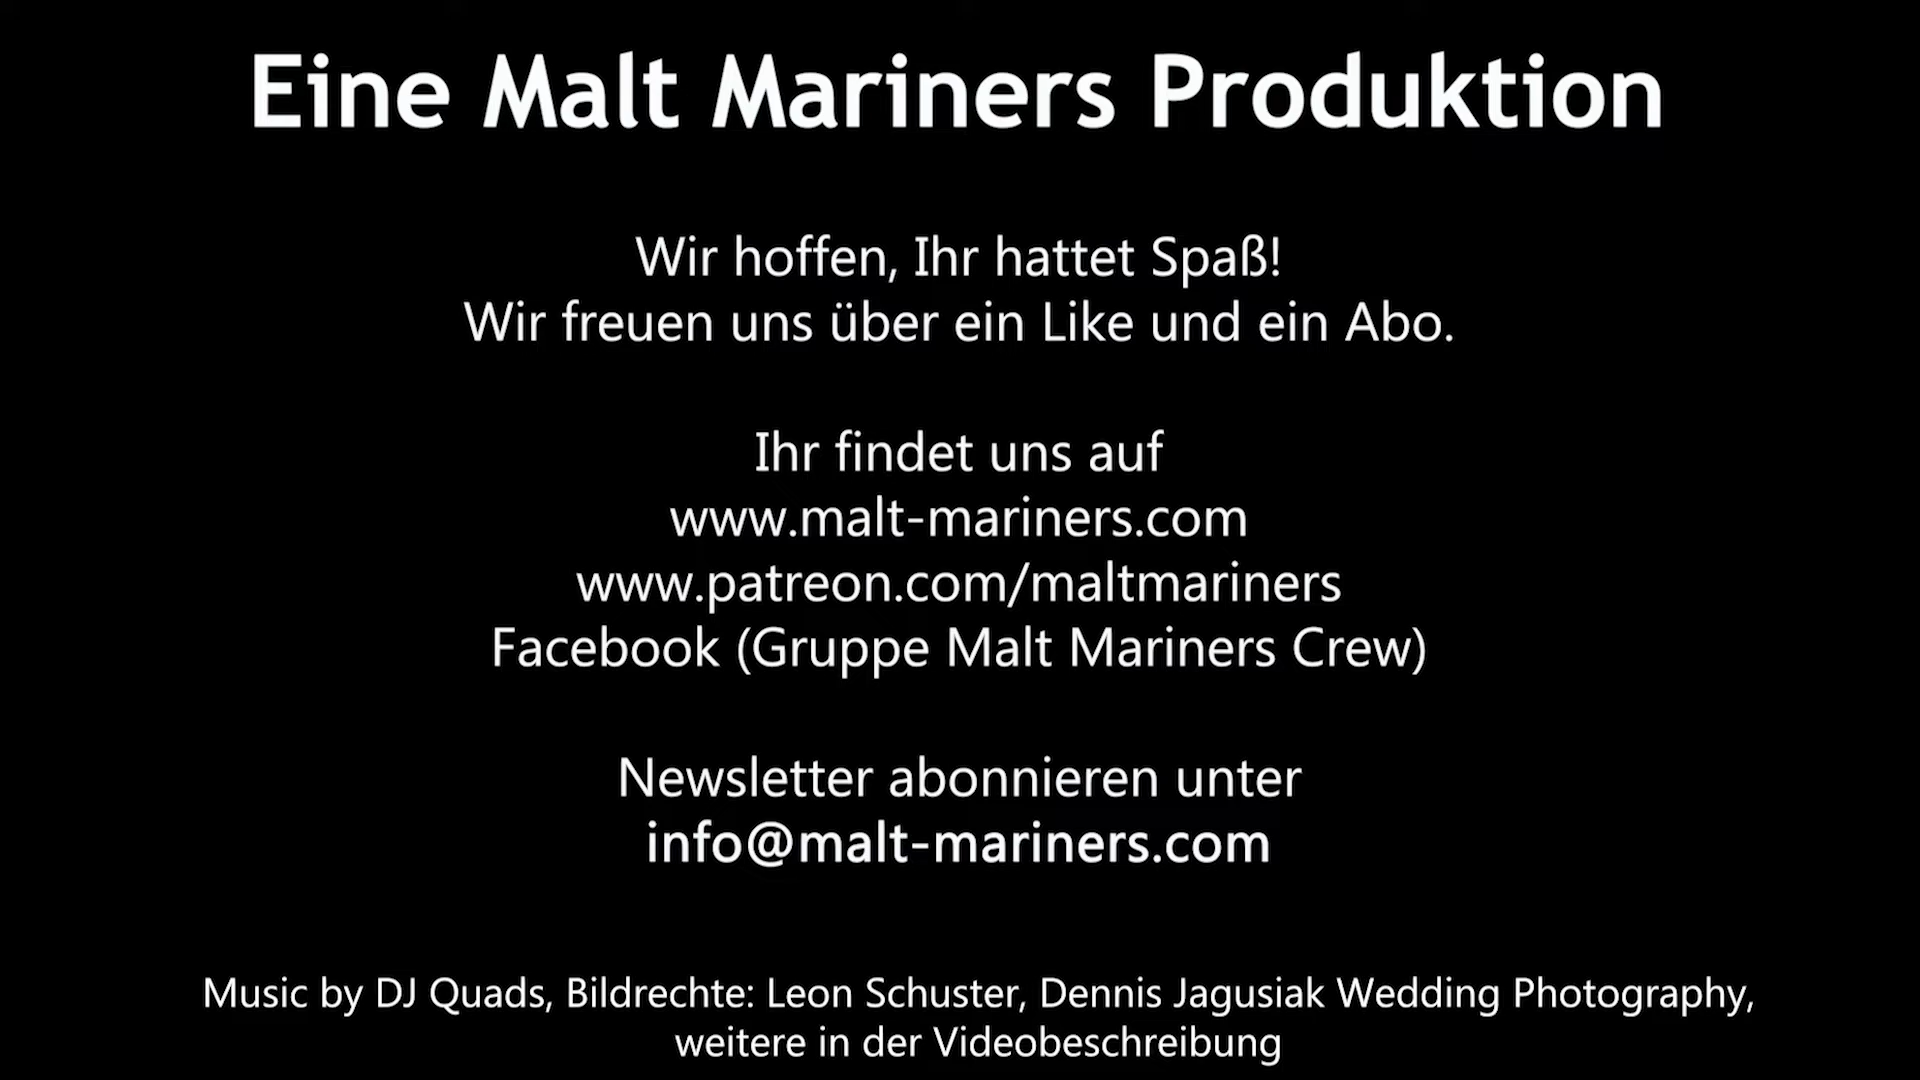 Eine Malt Mariners Produktion
Wir hoffen, Ihr hattet Spaß!
Wir freuen uns über ein Like und ein Abo.
Ihr findet uns auf
www.malt-mariners.com
www.patreon.com/maltmariners
Facebook (Gruppe Malt Mariners Crew)
Newsletter abonnieren unter
info@malt-mariners.com
Music by DJ Quads, Bildrechte: Leon Schuster, Dennis Jagusiak Wedding Photography,
weitere in der Videobeschreibung